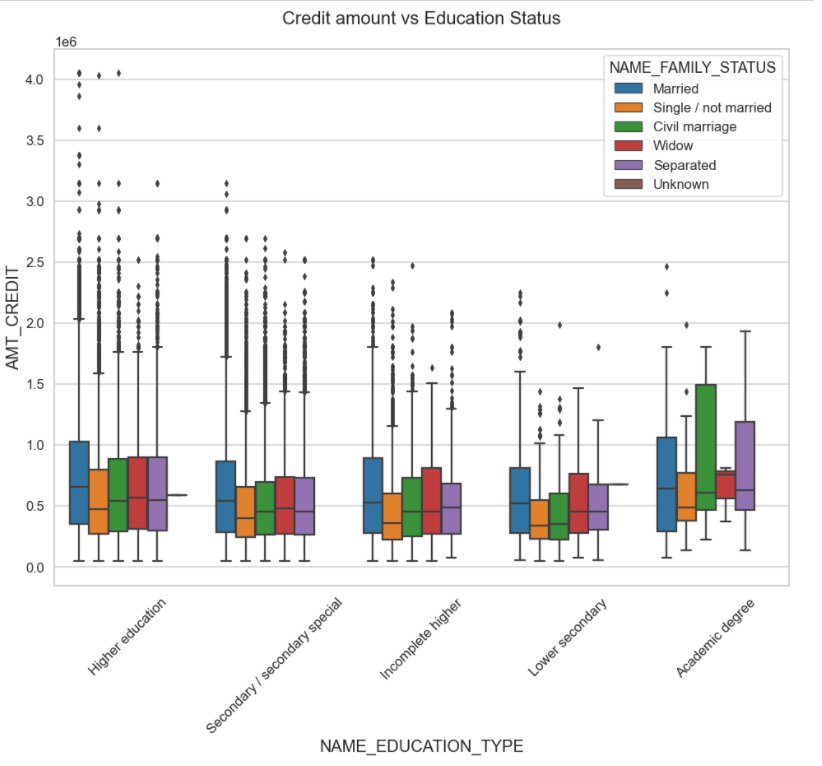 Credit amount vs Education Status
1e6
NAME_FAMILY_STATUS
Married
Single / not married
Civil marriage
Widow
Separated
Unknown
4.0
3.5
3.0
2.5
2.0
1.5
1.0
0.5
0.0
AMT_CREDIT
Higher education
Secondary / secondary special
Incomplete higher
Lower secondary
Academic degree
NAME_EDUCATION_TYPE